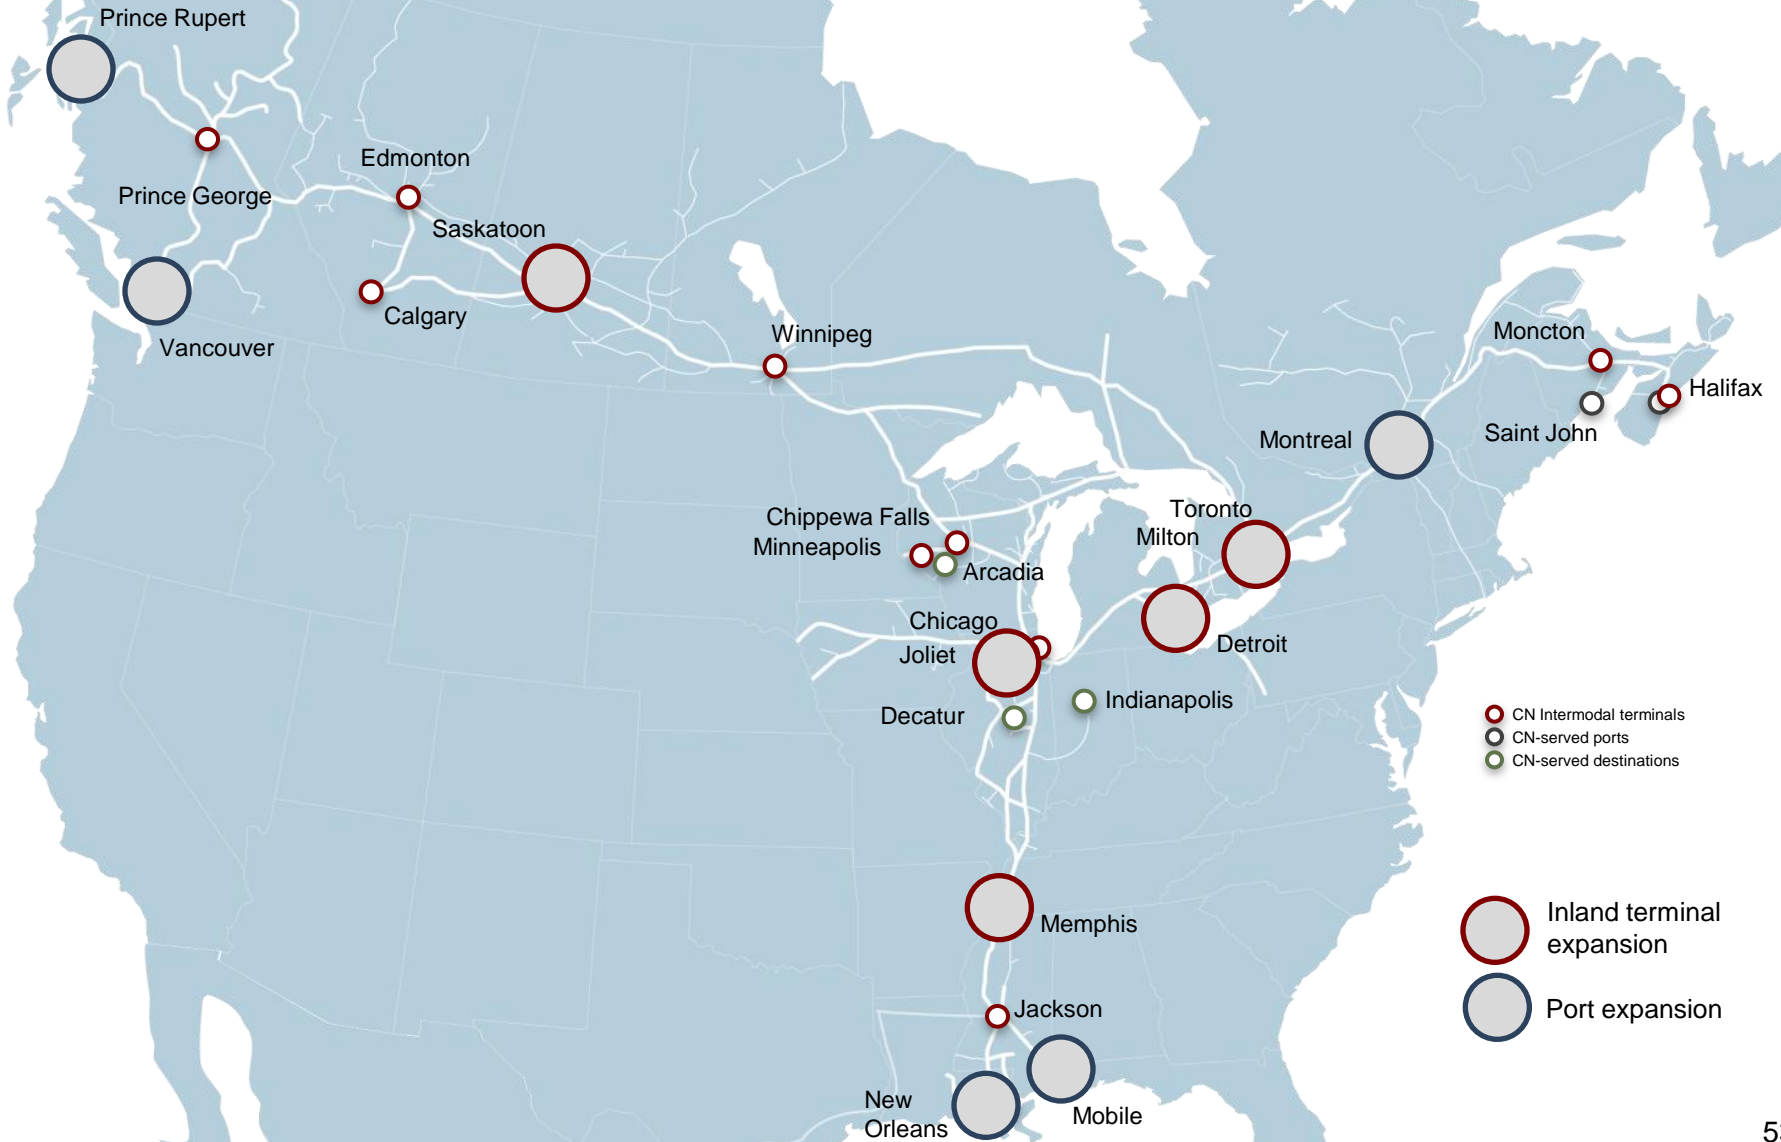 Prince Rupert
Edmonton
Prince George
Saskatoon
Calgary
Vancouver
Winnipeg
Moncton
Halifax
Saint John
Montreal
Toronto
Milton
Chippewa Falls
Minneapolis
Arcadia
Chicago
Joliet
Detroit
Indianapolis
Decatur
CN Intermodal terminals
CN-served ports
CN-served destinations
Memphis
Inland terminal
expansion
Port expansion
Jackson
New
Orleans
Mobile